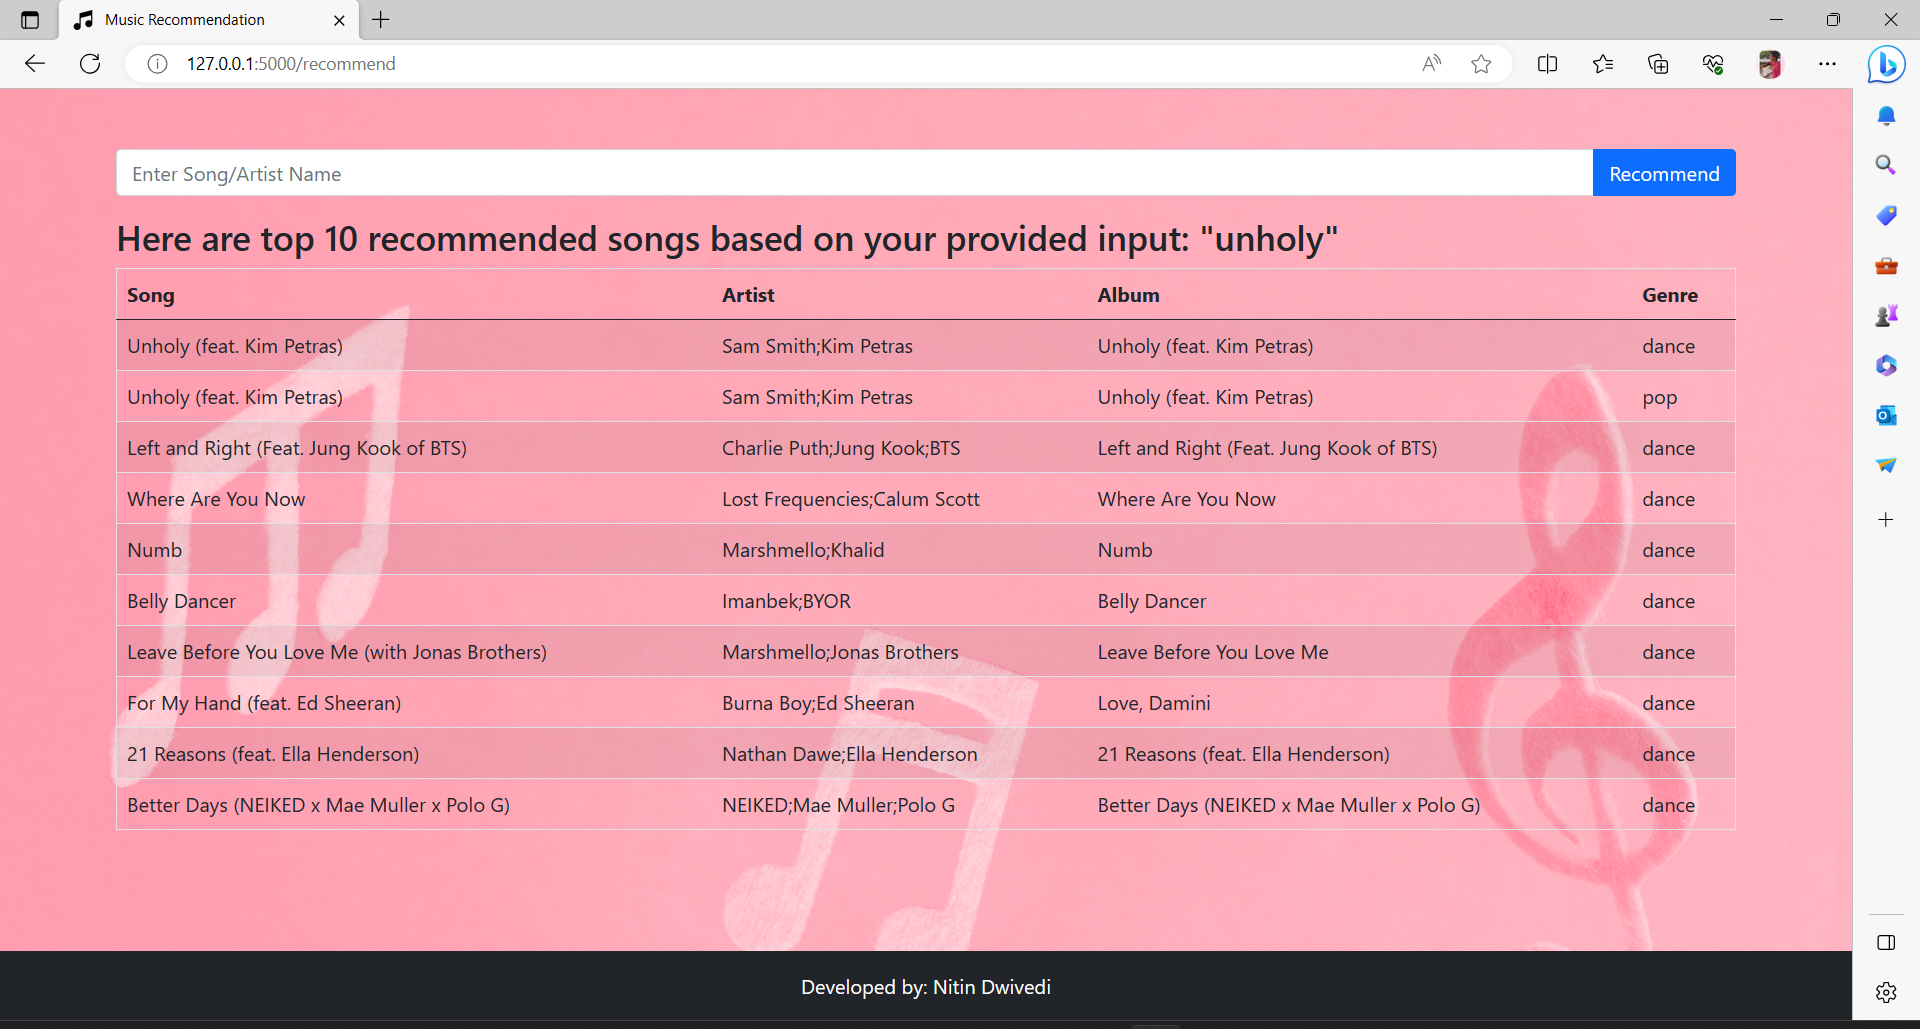 Music Recommendation
127.0.0.1:5000/recommend
Enter Song/Artist Name
Recommend
Here are top 10 recommended songs based on your provided input: "unholy"
Song Artist Album Genre
Unholy (feat. Kim Petras) Sam Smith;Kim Petras Unholy (feat. Kim Petras) dance
Unholy (feat. Kim Petras) Sam Smith;Kim Petras Unholy (feat. Kim Petras) pop
Left and Right (Feat. Jung Kook of BTS) Charlie Puth;Jung Kook;BTS Left and Right (Feat. Jung Kook of BTS) dance
Where Are You Now Lost Frequencies;Calum Scott Where Are You Now dance
Numb Marshmello;Khalid Numb dance
Belly Dancer Imanbek;BYOR Belly Dancer dance
Leave Before You Love Me (with Jonas Brothers) Marshmello;Jonas Brothers Leave Before You Love Me dance
For My Hand (feat. Ed Sheeran) Burna Boy;Ed Sheeran Love, Damini dance
21 Reasons (feat. Ella Henderson) Nathan Dawe;Ella Henderson 21 Reasons (feat. Ella Henderson) dance
Better Days (NEIKED x Mae Muller x Polo G) NEIKED;Mae Muller;Polo G Better Days (NEIKED x Mae Muller x Polo G) dance
Developed by: Nitin Dwivedi